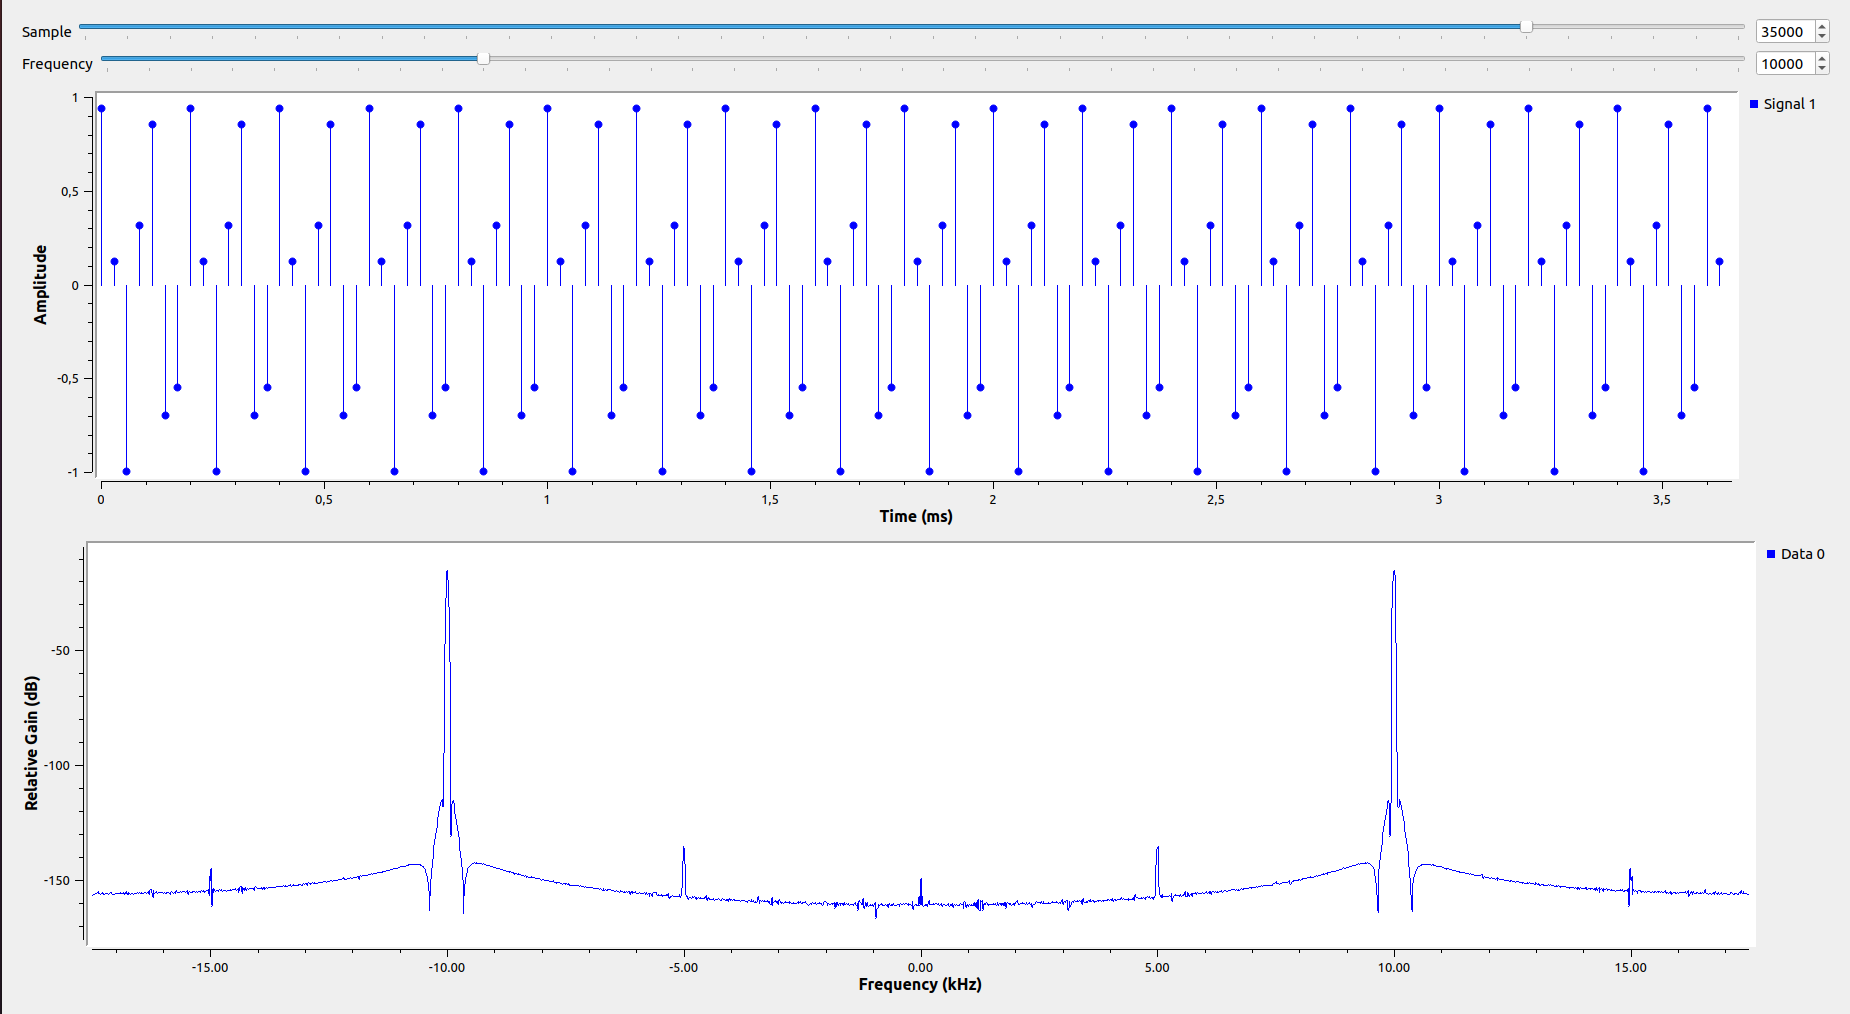 Sample 35000
Frequency 10000
Signal 1
1
0,5
0
-0,5
-1
Amplitude
0 0,5 1 1,5 2 2,5 3 3,5
Time (ms)
Data 0
-50
-100
-150
Relative Gain (dB)
-15.00 -10.00 -5.00 0.00 5.00 10.00 15.00
Frequency (kHz)